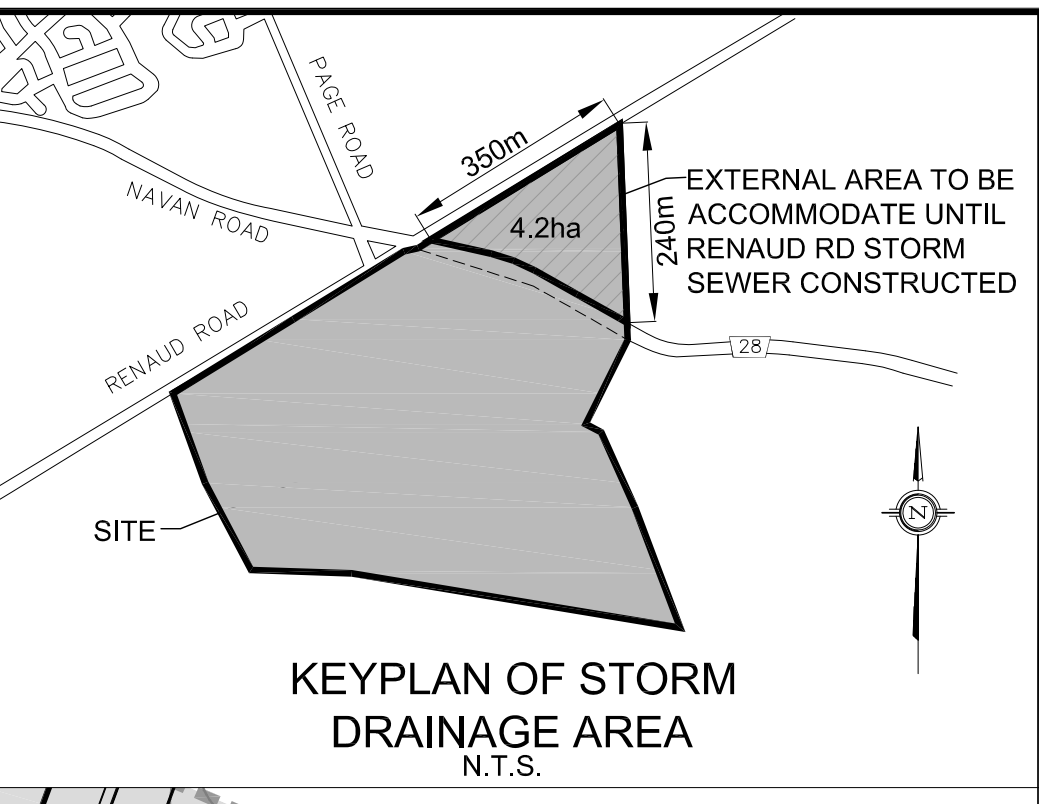 PAGE ROAD
350m
NAVAN ROAD
4.2ha
240m
EXTERNAL AREA TO BE
ACCOMMODATE UNTIL
RENAUD RD STORM
SEWER CONSTRUCTED
RENAUD ROAD
28
SITE
N
KEYPLAN OF STORM
DRAINAGE AREA
N.T.S.